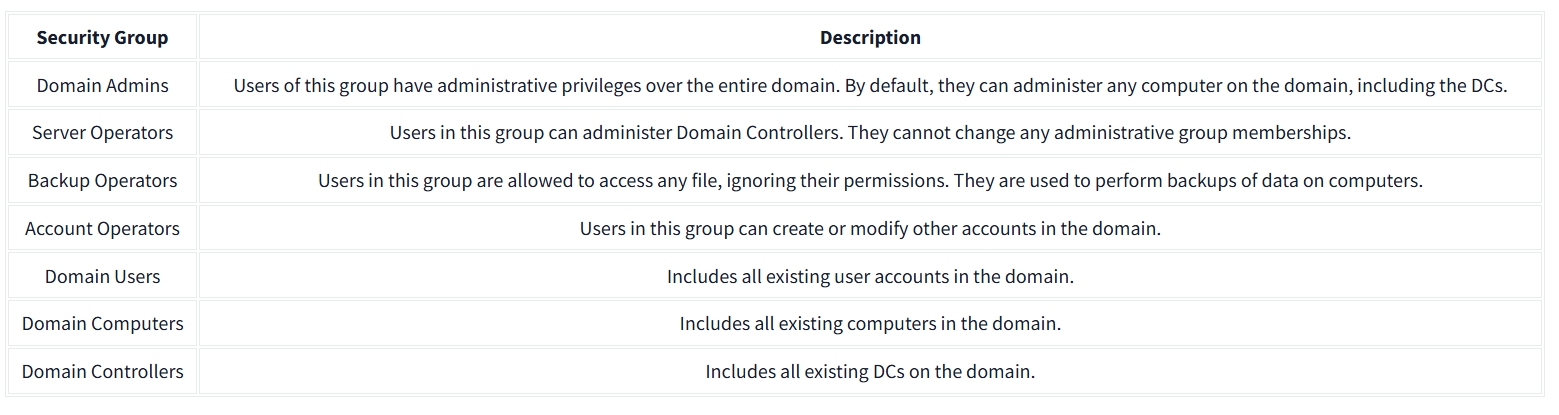 Security Group Description
Domain Admins Users of this group have administrative privileges over the entire domain. By default, they can administer any computer on the domain, including the DCs.
Server Operators Users in this group can administer Domain Controllers. They cannot change any administrative group memberships.
Backup Operators Users in this group are allowed to access any file, ignoring their permissions. They are used to perform backups of data on computers.
Account Operators Users in this group can create or modify other accounts in the domain.
Domain Users Includes all existing user accounts in the domain.
Domain Computers Includes all existing computers in the domain.
Domain Controllers Includes all existing DCs on the domain.